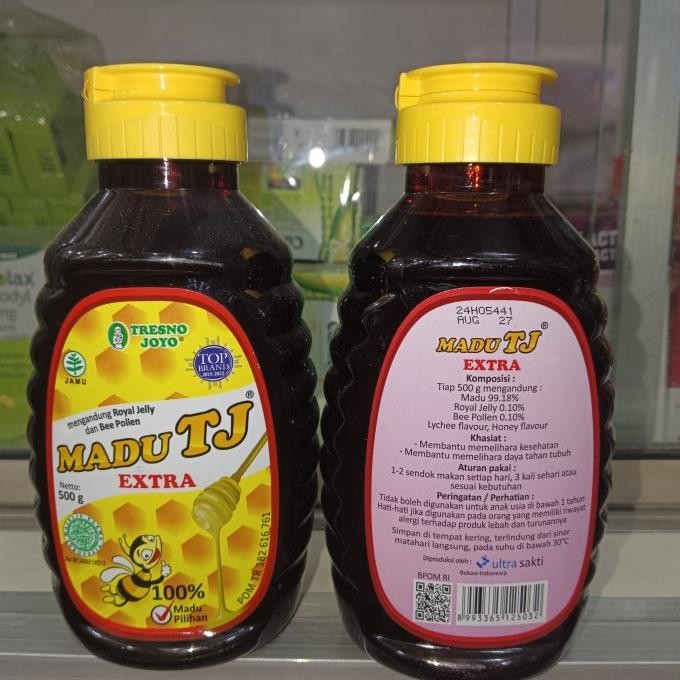 TRESNO
JOYO®
JAMU
TOP
BRAND
mengandung Royal Jelly
dan Bee Pollen
MADU TJ®
EXTRA
Netto:
500 g
100%
Madu
Pilihan
POM TR.182 616 761
24H05441
AUG 27
MADU TJ®
EXTRA
Komposisi :
Tiap 500 g mengandung :
Madu 99.18%
Royal Jelly 0.10%
Bee Pollen 0.10%
Lychee flavour, Honey flavour
Khasiat :
- Membantu memelihara kesehatan
- Membantu memelihara daya tahan tubuh
Aturan pakai :
1-2 sendok makan setiap hari, 3 kali sehari atau
sesuai kebutuhan
Peringatan / Perhatian :
Tidak boleh digunakan untuk anak usia di bawah 1 tahun
Hati-hati jika digunakan pada orang yang memiliki riwayat
alergi terhadap produk lebah dan turunannya
Simpan di tempat kering, terlindung dari sinar
matahari langsung, pada suhu di bawah 30°C
Diproduksi oleh : ultra sakti
Bekasi-Indonesia
BPOM RI
8993365125032